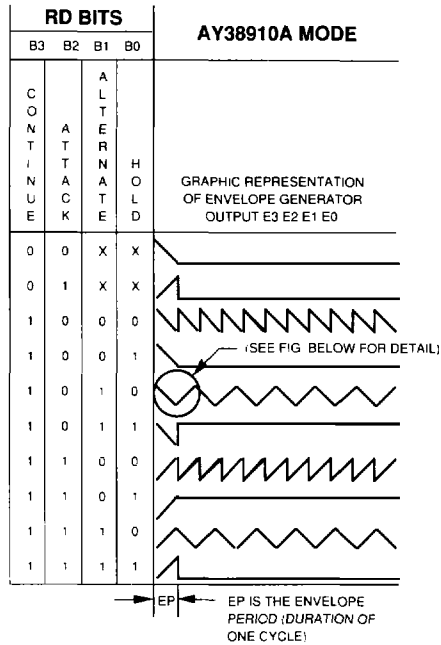 RD BITS
AY38910A MODE
B3 B2 B1 B0
CONTINUE
ATTACK
ALTERNATE
HOLD
GRAPHIC REPRESENTATION
OF ENVELOPE GENERATOR
OUTPUT E3 E2 E1 E0
0 0 X X
0 1 X X
1 0 0 0
1 0 0 1
(SEE FIG BELOW FOR DETAIL)
1 0 1 0
1 0 1 1
1 1 0 0
1 1 0 1
1 1 1 0
1 1 1 1
EP
EP IS THE ENVELOPE
PERIOD (DURATION OF
ONE CYCLE)